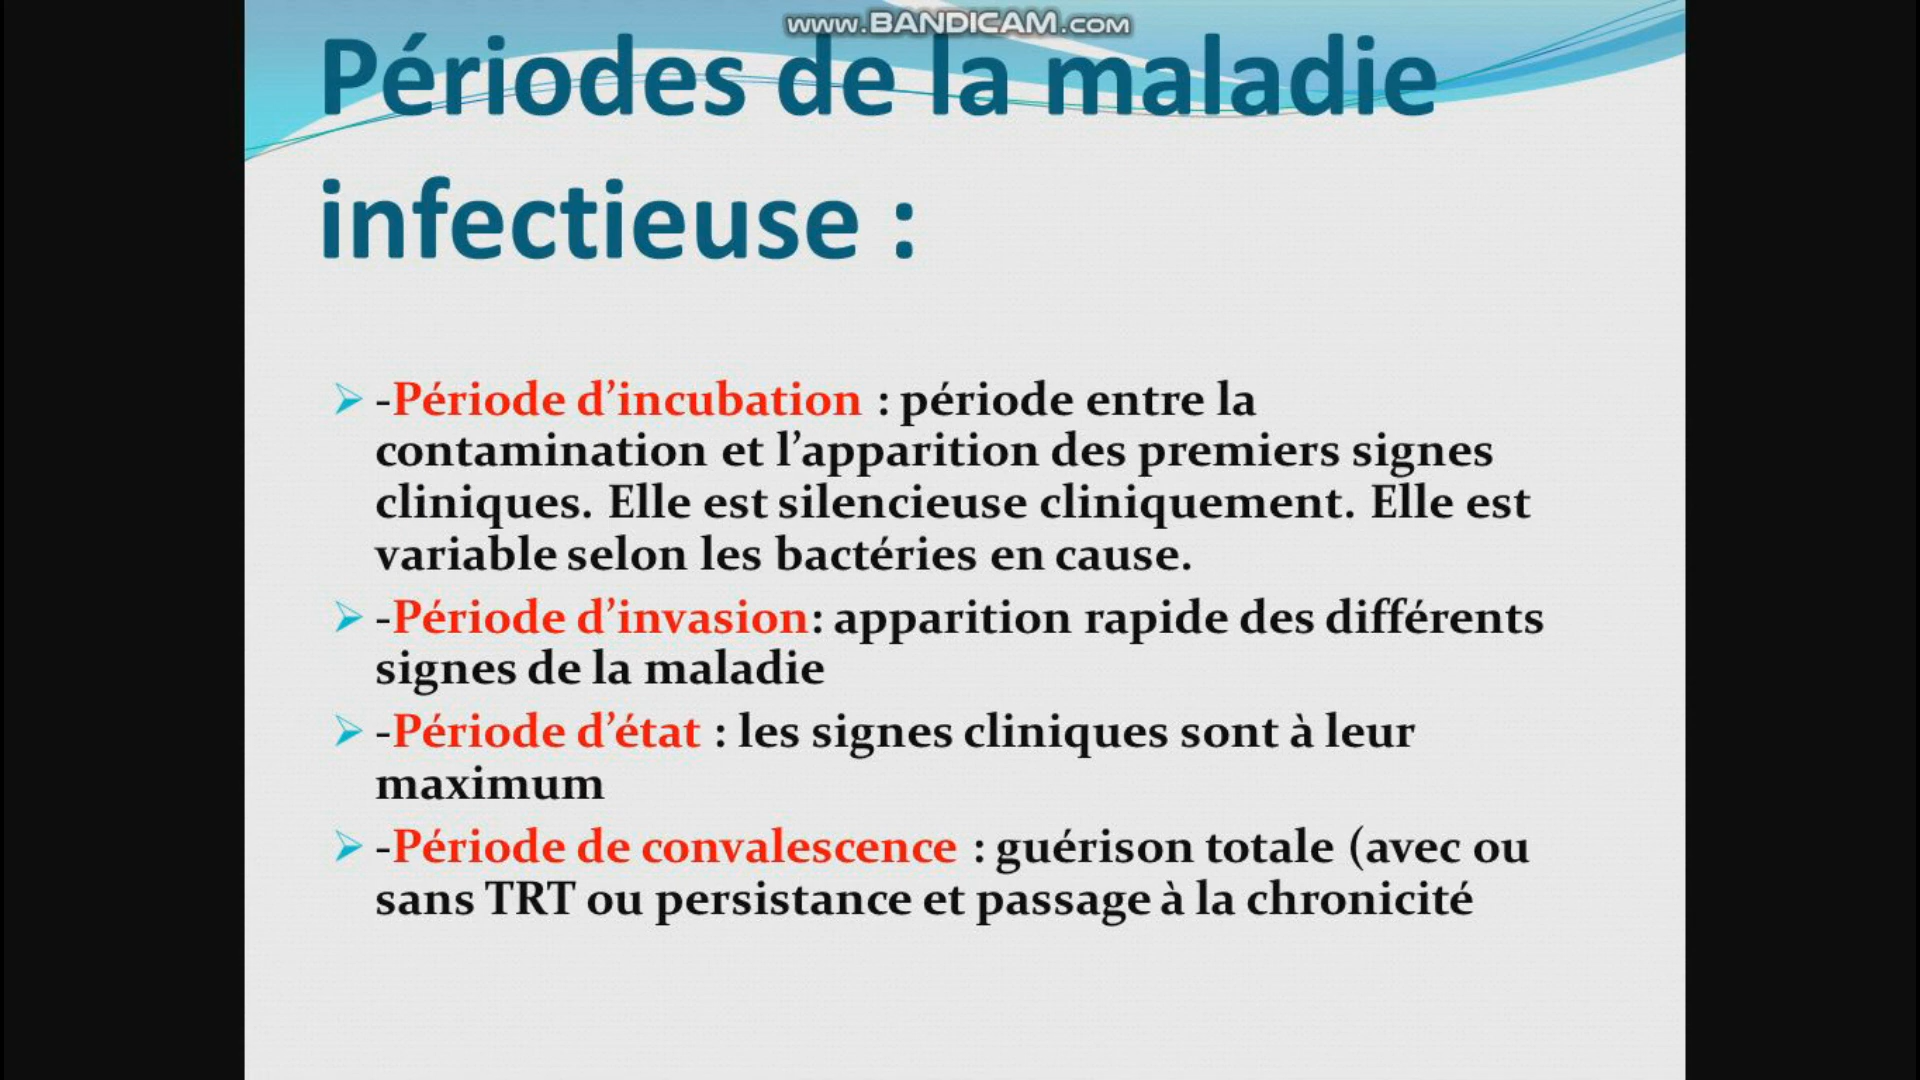 www.BANDICAM.com
Périodes de la maladie
infectieuse :
-Période d’incubation : période entre la
contamination et l’apparition des premiers signes
cliniques. Elle est silencieuse cliniquement. Elle est
variable selon les bactéries en cause.
-Période d’invasion: apparition rapide des différents
signes de la maladie
-Période d’état : les signes cliniques sont à leur
maximum
-Période de convalescence : guérison totale (avec ou
sans TRT ou persistance et passage à la chronicité